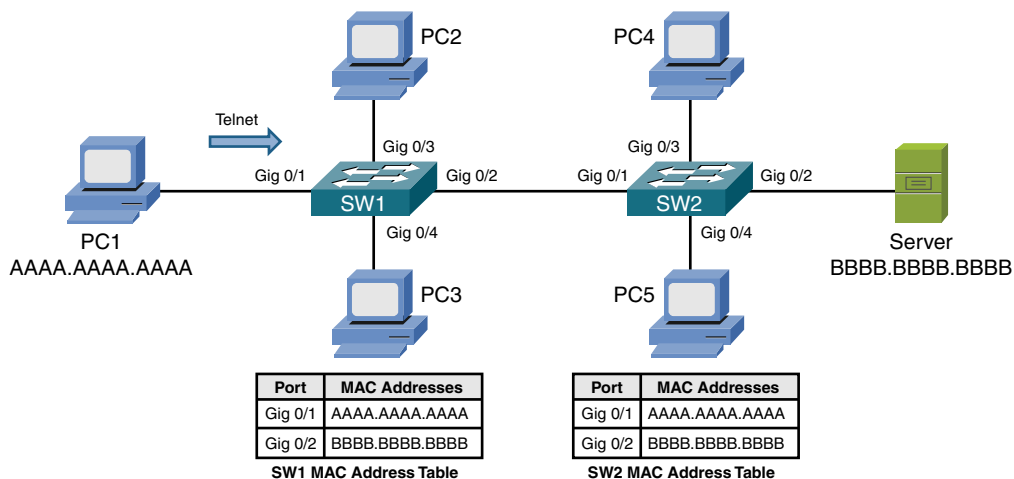 PC2
PC4
Telnet
Gig 0/3
Gig 0/3
Gig 0/1
Gig 0/2
Gig 0/1
Gig 0/2
SW1
SW2
Gig 0/4
Gig 0/4
PC1
AAAA.AAAA.AAAA
Server
BBBB.BBBB.BBBB
PC3
PC5
Port MAC Addresses
Gig 0/1 AAAA.AAAA.AAAA
Gig 0/2 BBBB.BBBB.BBBB
SW1 MAC Address Table
Port MAC Addresses
Gig 0/1 AAAA.AAAA.AAAA
Gig 0/2 BBBB.BBBB.BBBB
SW2 MAC Address Table